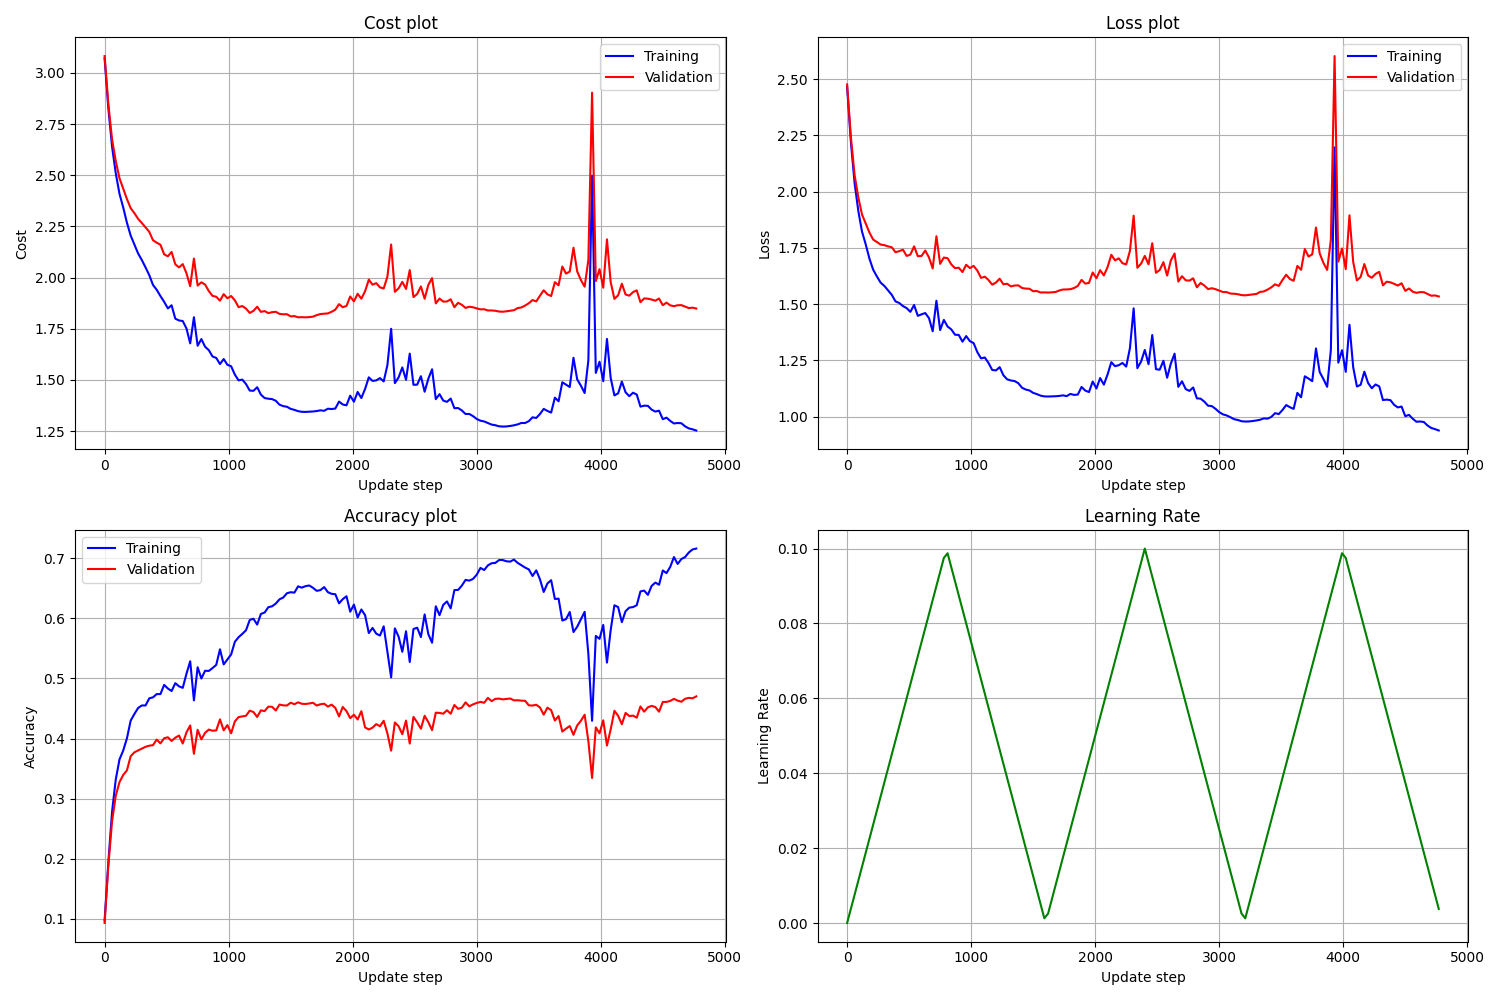 Cost plot
Training
Validation
3.00
2.75
2.50
2.25
2.00
1.75
1.50
1.25
Cost
0 1000 2000 3000 4000 5000
Update step
Loss plot
Training
Validation
2.50
2.25
2.00
1.75
1.50
1.25
1.00
Loss
0 1000 2000 3000 4000 5000
Update step
Accuracy plot
Training
Validation
0.7
0.6
0.5
0.4
0.3
0.2
0.1
Accuracy
0 1000 2000 3000 4000 5000
Update step
Learning Rate
0.10
0.08
0.06
0.04
0.02
0.00
Learning Rate
0 1000 2000 3000 4000 5000
Update step